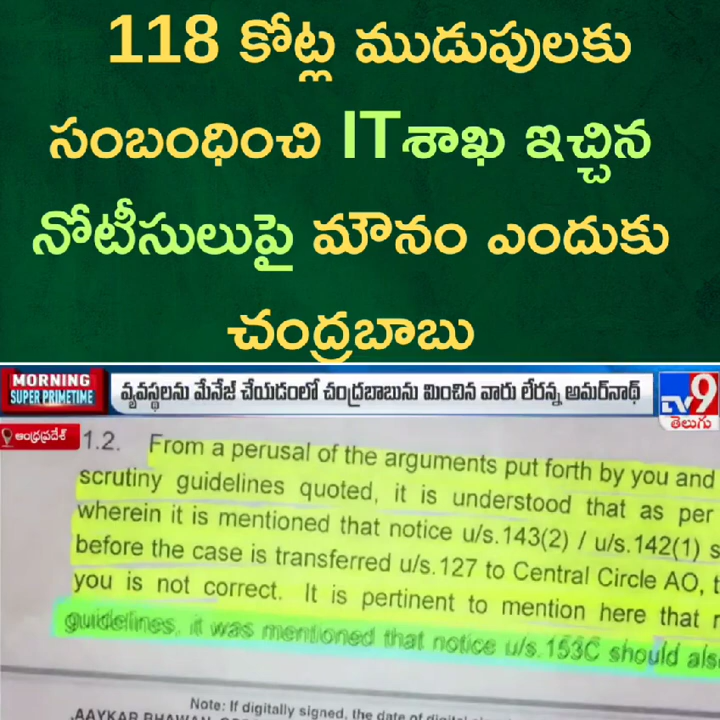 118 కోట్ల ముడుపులకు
సంబంధించి ITశాఖ ఇచ్చిన
నోటీసులుపై మౌనం ఎందుకు
చంద్రబాబు
MORNING
SUPER PRIMETIME
వ్యవస్థలను మేనేజ్ చేయడంలో చంద్రబాబును మించిన వారు లేరన్న అమర్‌నాథ్
TV9
తెలుగు
ఆంధ్రప్రదేశ్
1.2. From a perusal of the arguments put forth by you and
scrutiny guidelines quoted, it is understood that as per
wherein it is mentioned that notice u/s.143(2) / u/s.142(1) s
before the case is transferred u/s.127 to Central Circle AO, t
you is not correct. It is pertinent to mention here that
guidelines, it was mentioned that notice u/s.153C should als
Note: If digitally signed, the date of
AAYKAR BHAWAN